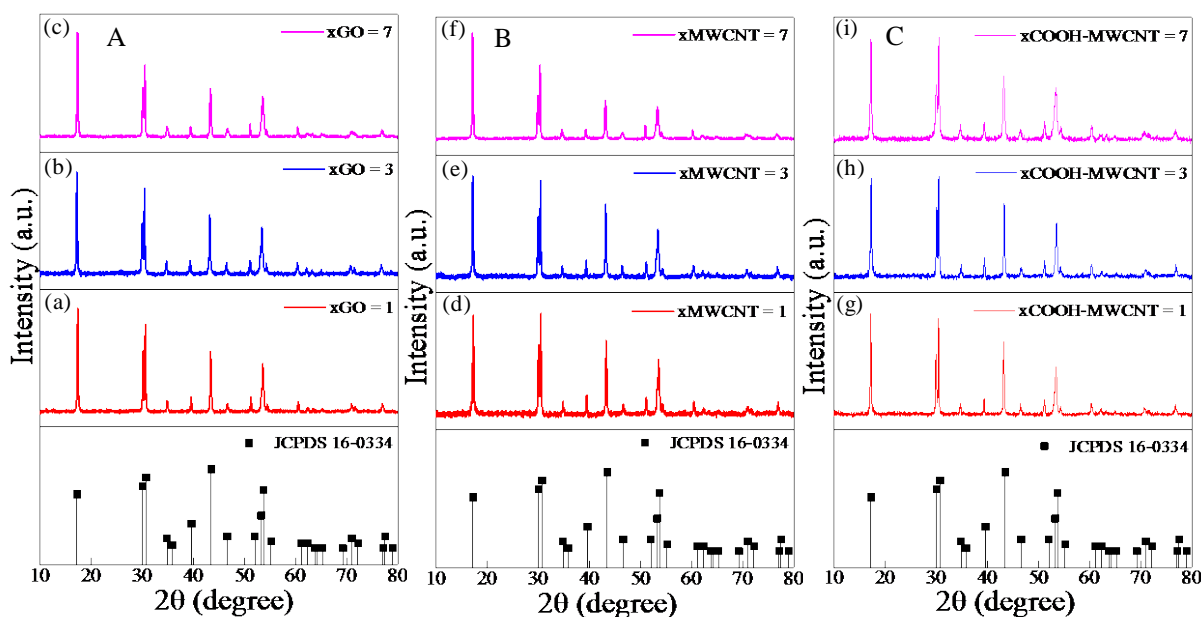 (c) A xGO = 7
(b) xGO = 3
(a) xGO = 1
JCPDS 16-0334
Intensity (a.u.)
10 20 30 40 50 60 70 80
2θ (degree)
(f) B xMWCNT = 7
(e) xMWCNT = 3
(d) xMWCNT = 1
JCPDS 16-0334
Intensity (a.u.)
10 20 30 40 50 60 70 80
2θ (degree)
(i) C xCOOH-MWCNT = 7
(h) xCOOH-MWCNT = 3
(g) xCOOH-MWCNT = 1
JCPDS 16-0334
Intensity (a.u.)
10 20 30 40 50 60 70 80
2θ (degree)